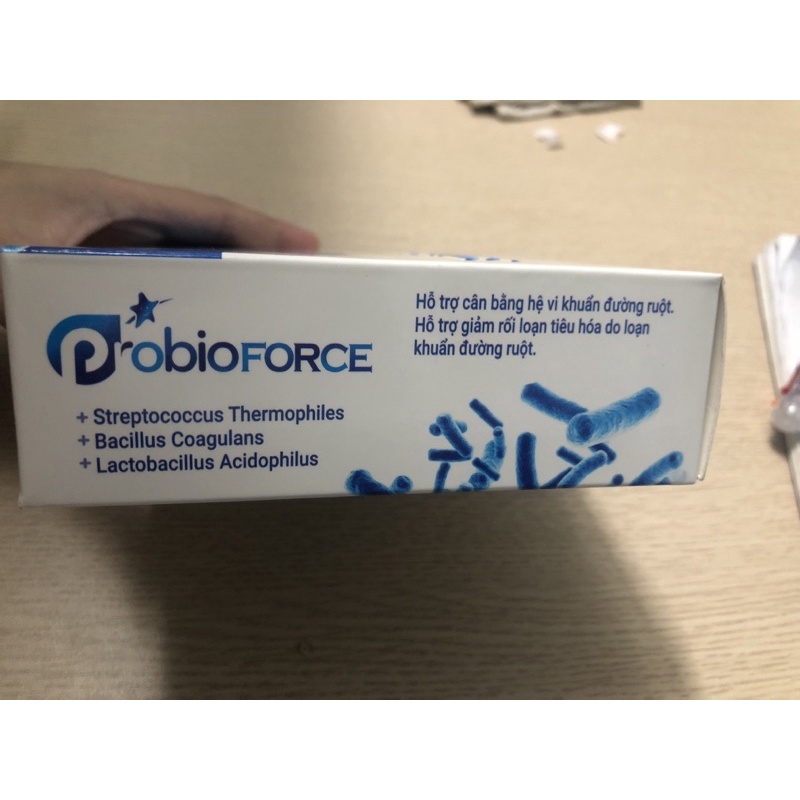 ProbioFORCE
+ Streptococcus Thermophiles
+ Bacillus Coagulans
+ Lactobacillus Acidophilus
Hỗ trợ cân bằng hệ vi khuẩn đường ruột.
Hỗ trợ giảm rối loạn tiêu hóa do loạn
khuẩn đường ruột.